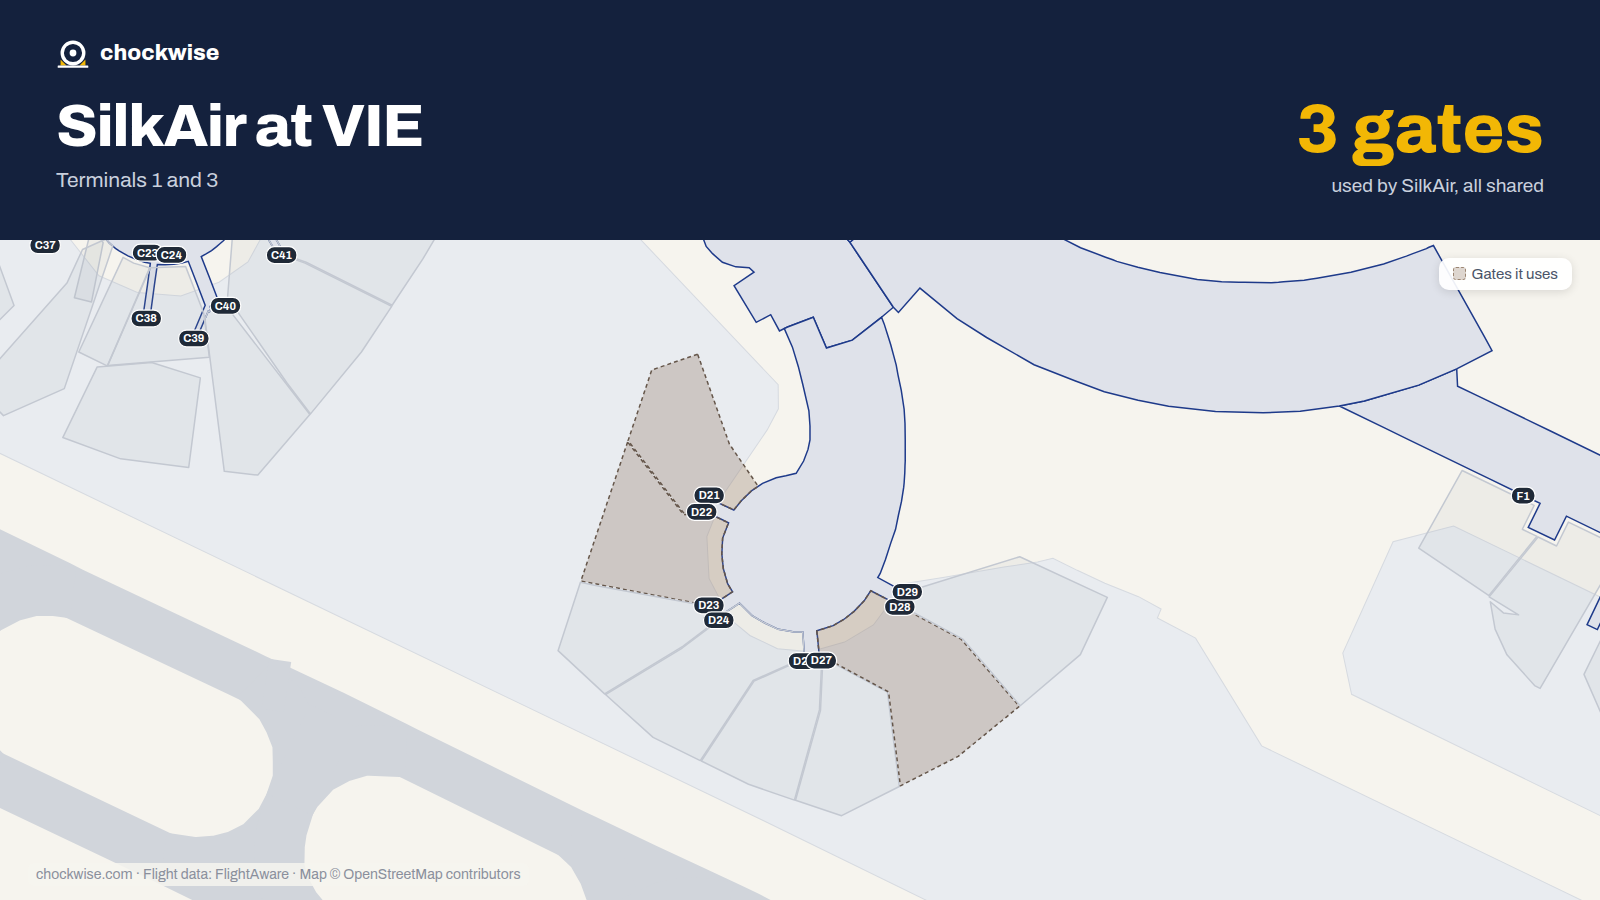 chockwise
SilkAir at VIE
Terminals 1 and 3
3 gates
used by SilkAir, all shared
Gates it uses
C37
C23
C24
C41
C40
C38
C39
D21
D22
D23
D24
D27
D29
D28
F1
chockwise.com · Flight data: FlightAware · Map © OpenStreetMap contributors